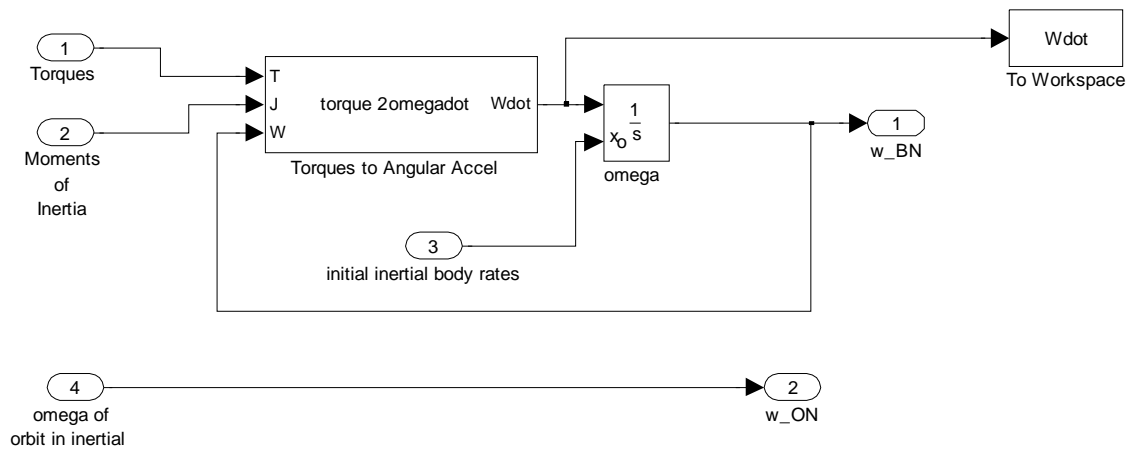 1
Torques
2
Moments
of
Inertia
T
J
W
torque 2omegadot
Wdot
Torques to Angular Accel
1
s
xo
omega
Wdot
To Workspace
1
w_BN
3
initial inertial body rates
4
omega of
orbit in inertial
2
w_ON